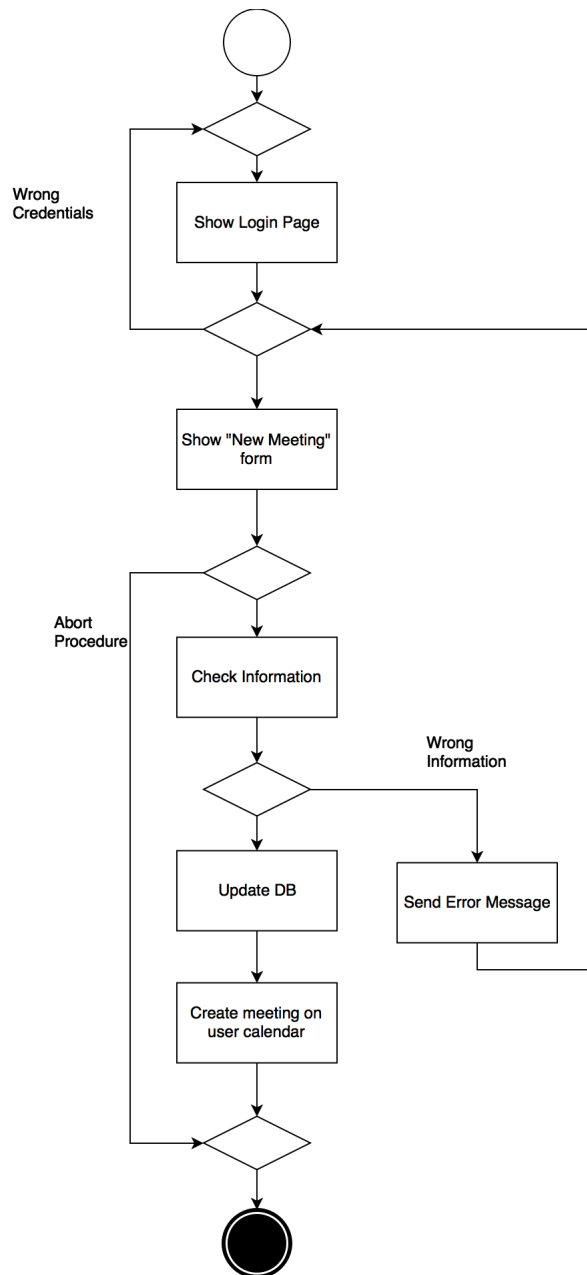 Wrong
Credentials
Show Login Page
Show "New Meeting"
form
Abort
Procedure
Check Information
Wrong
Information
Update DB
Send Error Message
Create meeting on
user calendar